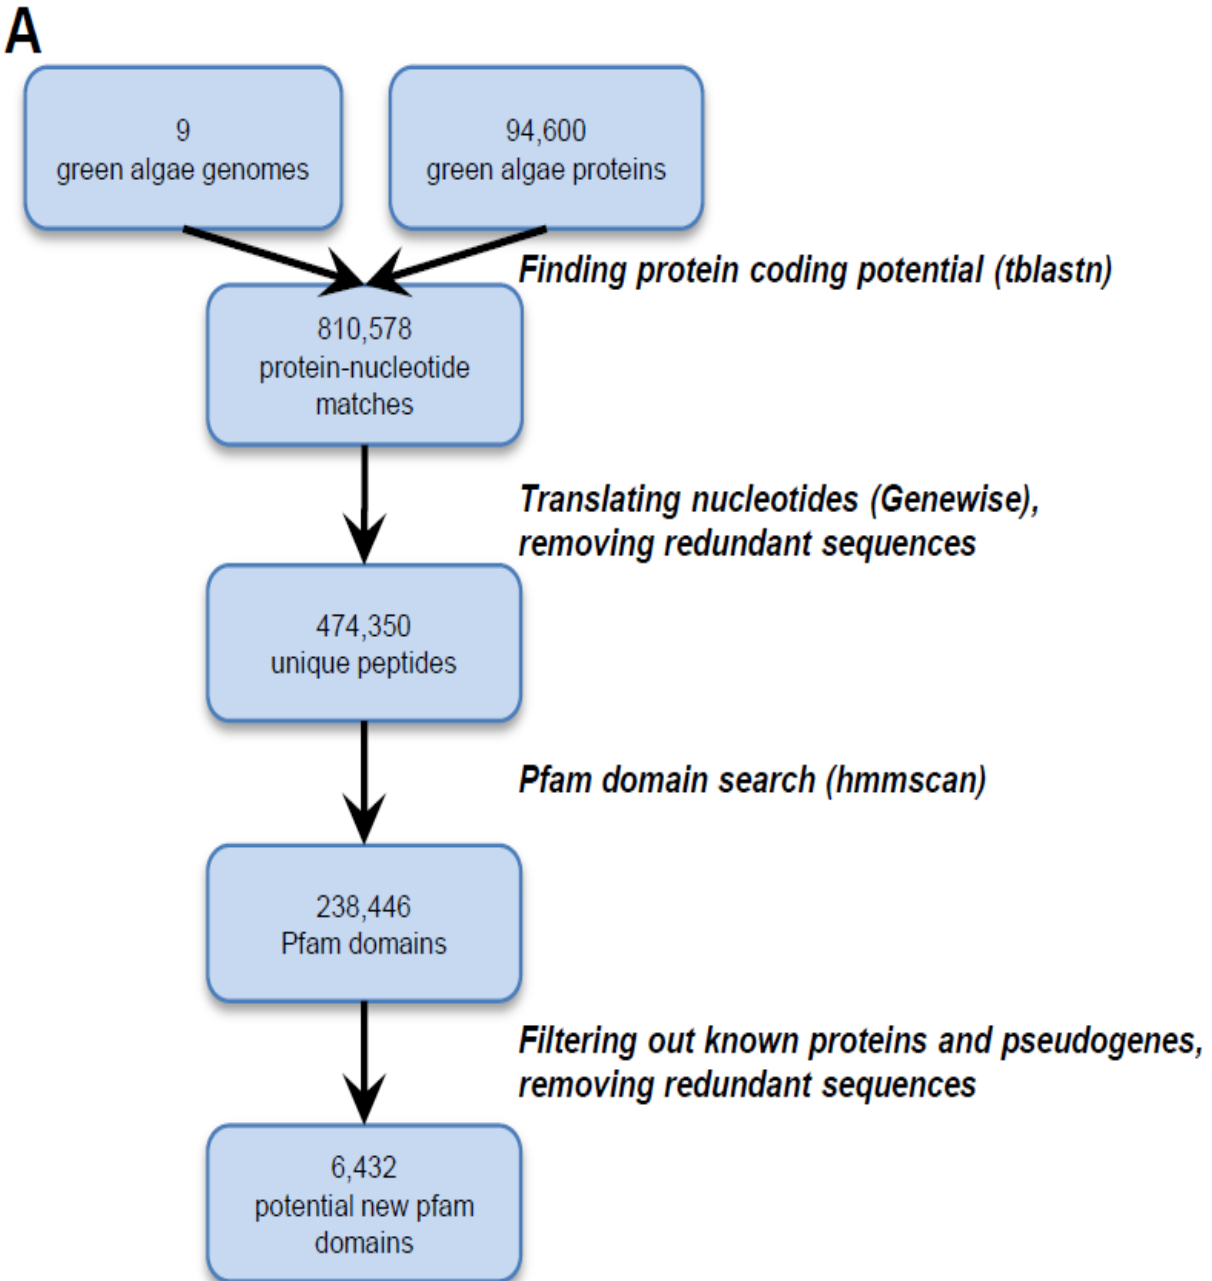 A
9
green algae genomes
94,600
green algae proteins
Finding protein coding potential (tblastn)
810,578
protein-nucleotide
matches
Translating nucleotides (Genewise),
removing redundant sequences
474,350
unique peptides
Pfam domain search (hmmscan)
238,446
Pfam domains
Filtering out known proteins and pseudogenes,
removing redundant sequences
6,432
potential new pfam
domains